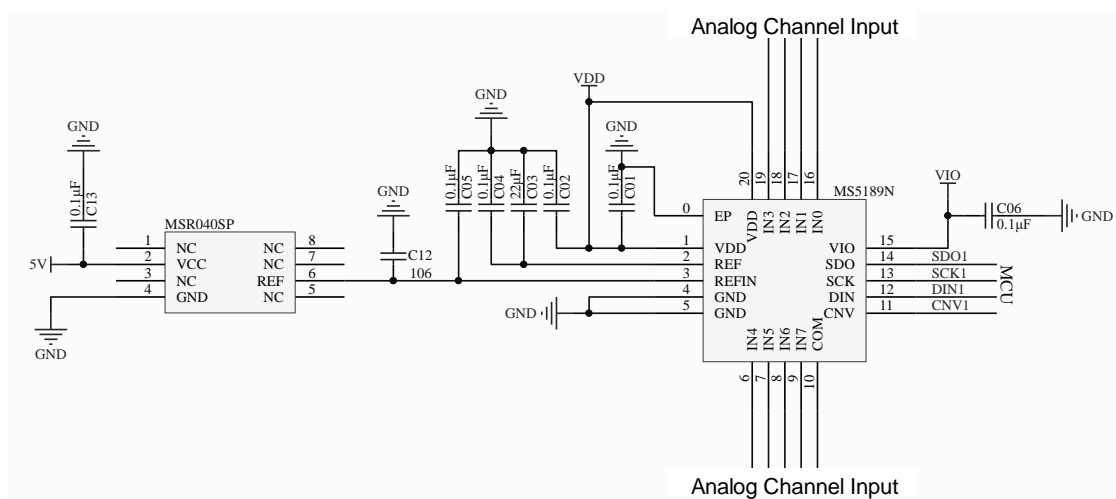 Analog Channel Input
VDD
GND
GND
GND
0.1μF
C13
0.1μF
C05
0.1μF
C04
22μF
C03
0.1μF
C02
0.1μF
C01
20
19
18
17
16
MS5189N
VIO
C06
0.1μF
GND
GND
MSR040SP
5V
1
2
3
4
NC
VCC
NC
GND
NC
NC
REF
NC
8
7
6
5
106
C12
GND
GND
0
1
2
3
4
5
EP
VDD
REF
REFIN
GND
GND
VDD
IN3
IN2
IN1
IN0
VIO
SDO
SCK
DIN
CNV
15
14
13
12
11
SDO1
SCK1
DIN1
CNV1
MCU
IN4
IN5
IN6
IN7
COM
6
7
8
9
10
Analog Channel Input